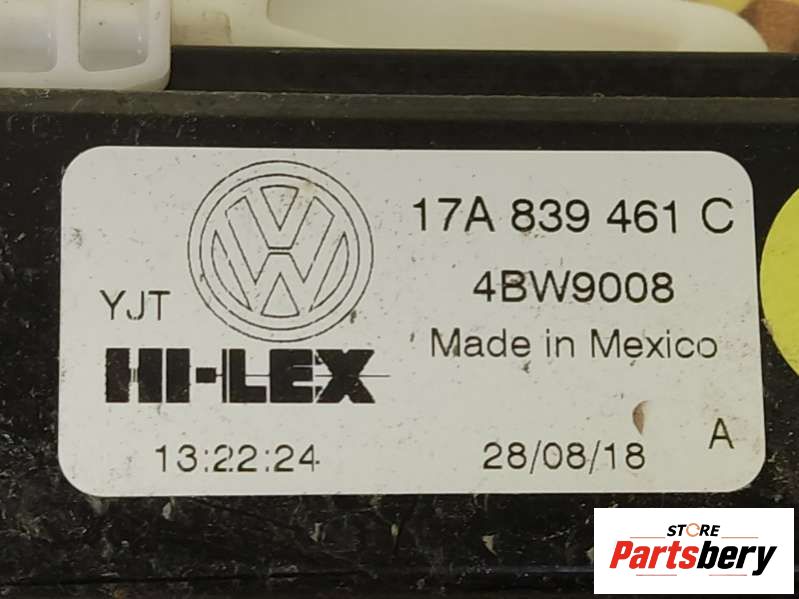 17A 839 461 C
4BW9008
YJT
Made in Mexico
HI-LEX
A
13:22:24
28/08/18
STORE
Partsbery